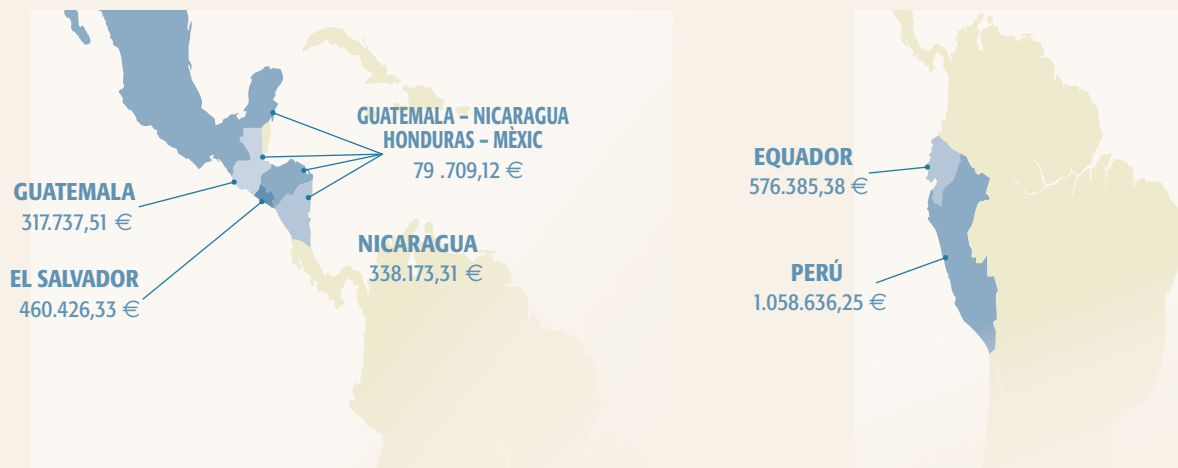 GUATEMALA – NICARAGUA
HONDURAS – MÈXIC
79 .709,12 €
GUATEMALA
317.737,51 €
EL SALVADOR
460.426,33 €
NICARAGUA
338.173,31 €
EQUADOR
576.385,38 €
PERÚ
1.058.636,25 €